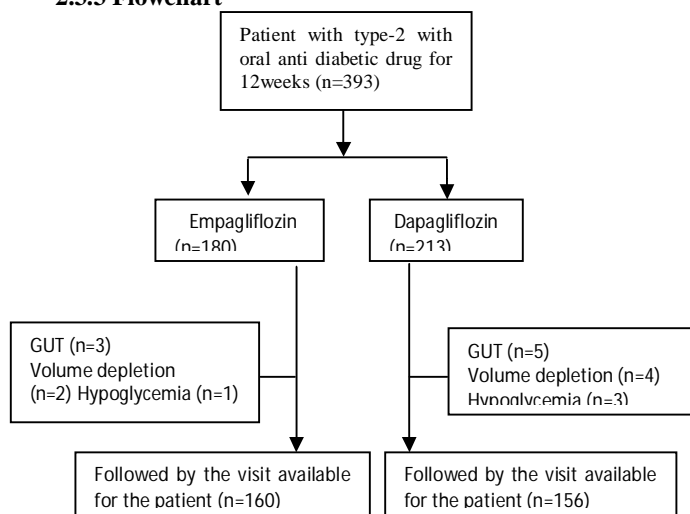 2.3.3 Flowchart
Patient with type-2 with
oral anti diabetic drug for
12weeks (n=393)
Empagliflozin
(n=180)
Dapagliflozin
(n=213)
GUT (n=3)
Volume depletion
(n=2) Hypoglycemia (n=1)
GUT (n=5)
Volume depletion (n=4)
Hypoglycemia (n=3)
Followed by the visit available
for the patient (n=160)
Followed by the visit available
for the patient (n=156)